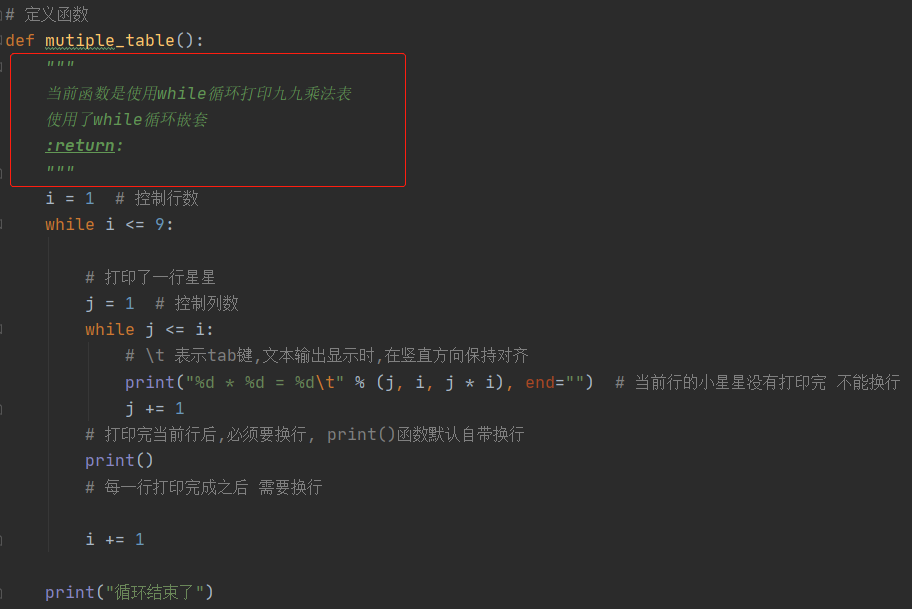 # 定义函数
def mutiple_table():
"""
当前函数是使用while循环打印九九乘法表
使用了while循环嵌套
:return:
"""
i = 1  # 控制行数
while i <= 9:
# 打印了一行星星
j = 1  # 控制列数
while j <= i:
# \t 表示tab键,文本输出显示时,在竖直方向保持对齐
print("%d * %d = %d\t" % (j, i, j * i), end="")  # 当前行的小星星没有打印完 不能换行
j += 1
# 打印完当前行后,必须要换行, print()函数默认自带换行
print()
# 每一行打印完成之后 需要换行
i += 1
print("循环结束了")